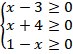 x − 3 ≥ 0
x + 4 ≥ 0
1 − x ≥ 0